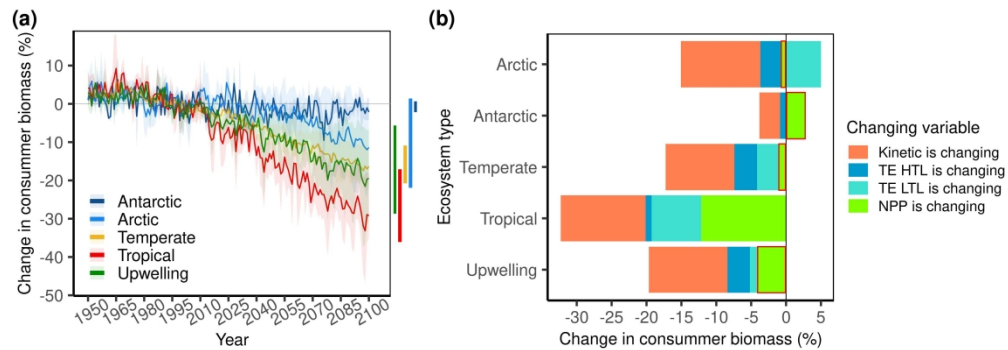 (a)
Change in consumer biomass (%)
10
0
-10
-20
-30
-40
-50
Antarctic
Arctic
Temperate
Tropical
Upwelling
1950
1965
1980
1995
2010
2025
2040
2055
2070
2085
2100
Year
(b)
Ecosystem type
Arctic
Antarctic
Temperate
Tropical
Upwelling
-30 -25 -20 -15 -10 -5 0 5
Change in consummer biomass (%)
Changing variable
Kinetic is changing
TE HTL is changing
TE LTL is changing
NPP is changing